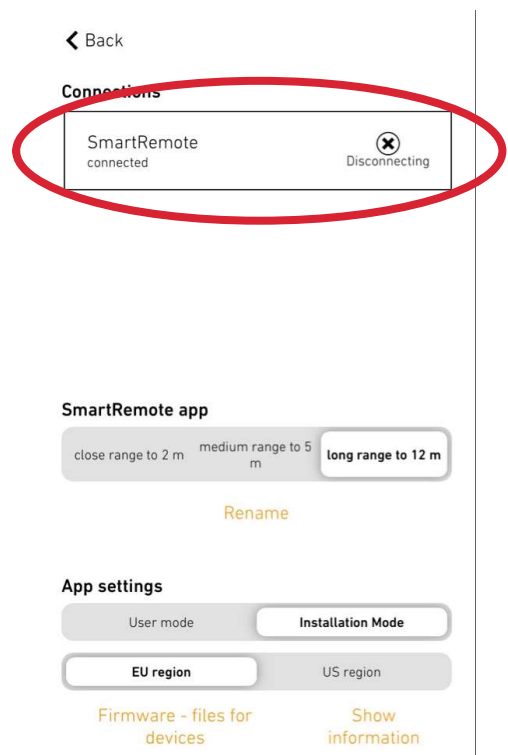 Back
Connections
SmartRemote
connected
Disconnecting
SmartRemote app
close range to 2 m
medium range to 5
m
long range to 12 m
Rename
App settings
User mode
Installation Mode
EU region
US region
Firmware - files for
devices
Show
information